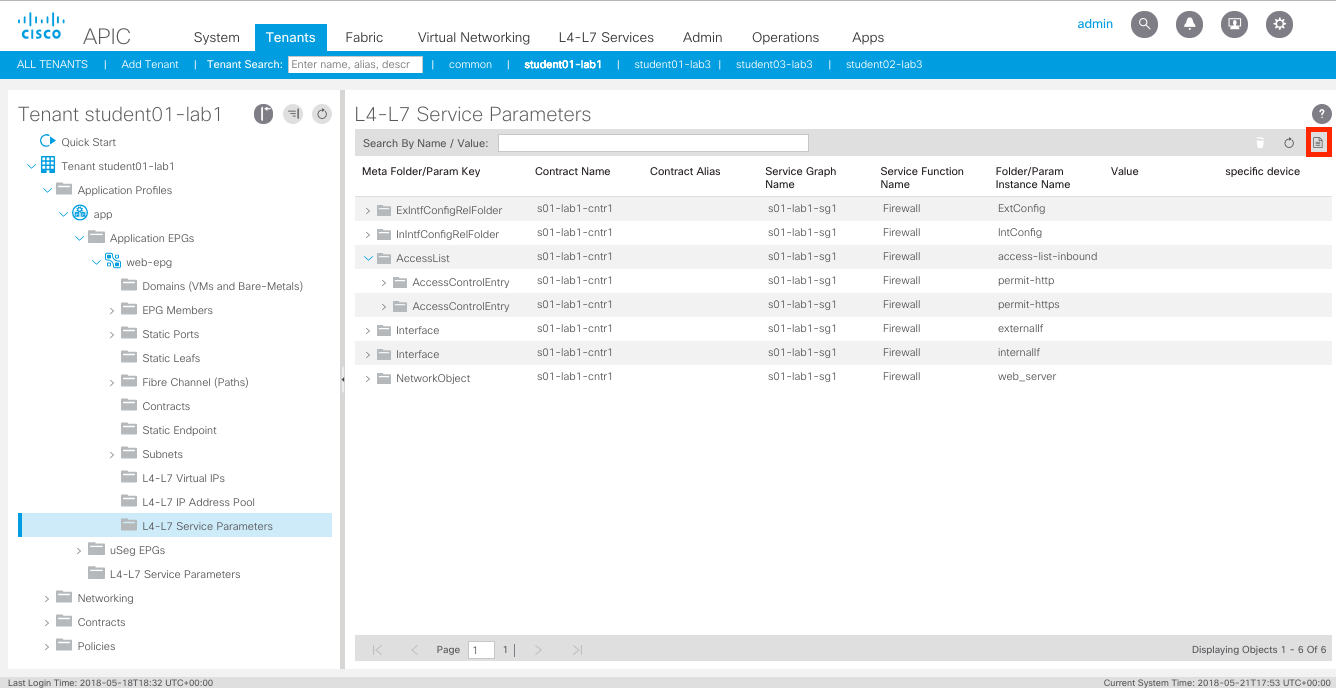 CISCO APIC
System Tenants Fabric Virtual Networking L4-L7 Services Admin Operations Apps
admin
ALL TENANTS | Add Tenant | Tenant Search: Enter name, alias, descr | common | student01-lab1 | student01-lab3 | student03-lab3 | student02-lab3
Tenant student01-lab1
Quick Start
Tenant student01-lab1
Application Profiles
app
Application EPGs
web-epg
Domains (VMs and Bare-Metals)
EPG Members
Static Ports
Static Leafs
Fibre Channel (Paths)
Contracts
Static Endpoint
Subnets
L4-L7 Virtual IPs
L4-L7 IP Address Pool
L4-L7 Service Parameters
uSeg EPGs
L4-L7 Service Parameters
Networking
Contracts
Policies
L4-L7 Service Parameters
?
Search By Name / Value:
Meta Folder/Param Key Contract Name Contract Alias Service Graph Name Service Function Name Folder/Param Instance Name Value specific device
ExIntfConfigRelFolder s01-lab1-cntr1 s01-lab1-sg1 Firewall ExtConfig
InIntfConfigRelFolder s01-lab1-cntr1 s01-lab1-sg1 Firewall IntConfig
AccessList s01-lab1-cntr1 s01-lab1-sg1 Firewall access-list-inbound
AccessControlEntry s01-lab1-cntr1 s01-lab1-sg1 Firewall permit-http
AccessControlEntry s01-lab1-cntr1 s01-lab1-sg1 Firewall permit-https
Interface s01-lab1-cntr1 s01-lab1-sg1 Firewall externalIf
Interface s01-lab1-cntr1 s01-lab1-sg1 Firewall internalIf
NetworkObject s01-lab1-cntr1 s01-lab1-sg1 Firewall web_server
Page 1 1 | Displaying Objects 1 - 6 Of 6
Last Login Time: 2018-05-18T18:32 UTC+00:00 Current System Time: 2018-05-21T17:53 UTC+00:00